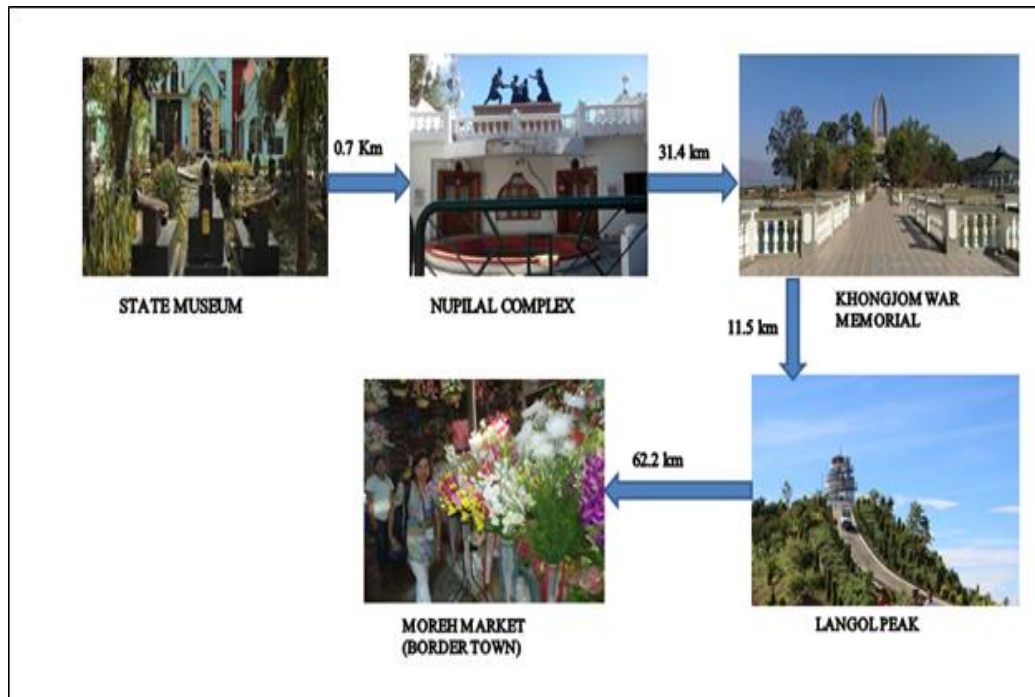 0.7 Km
31.4 km
STATE MUSEUM
NUPILAL COMPLEX
KHONGJOM WAR
MEMORIAL
11.5 km
62.2 km
MOREH MARKET
(BORDER TOWN)
LANGOL PEAK